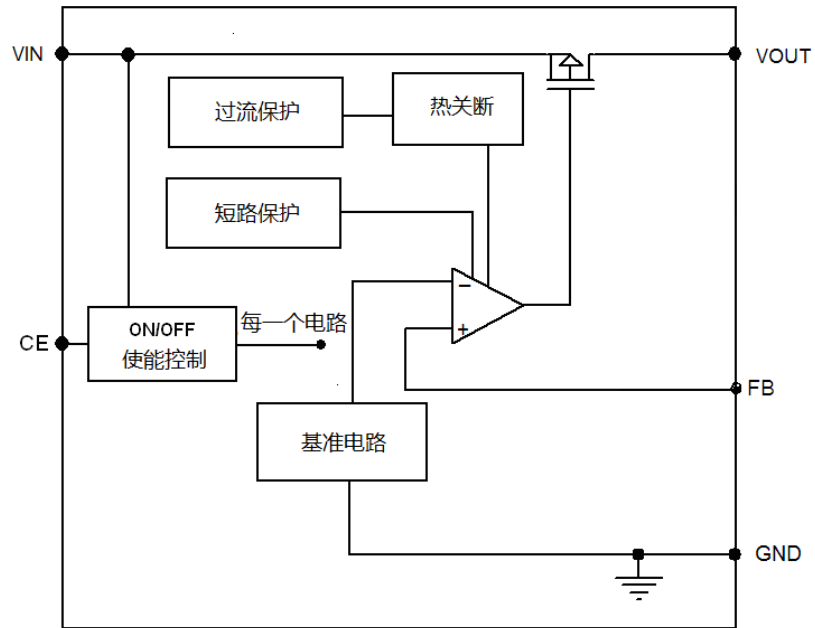 VIN
VOUT
过流保护
热关断
短路保护
−
+
ON/OFF
使能控制
每一个电路
CE
FB
基准电路
GND